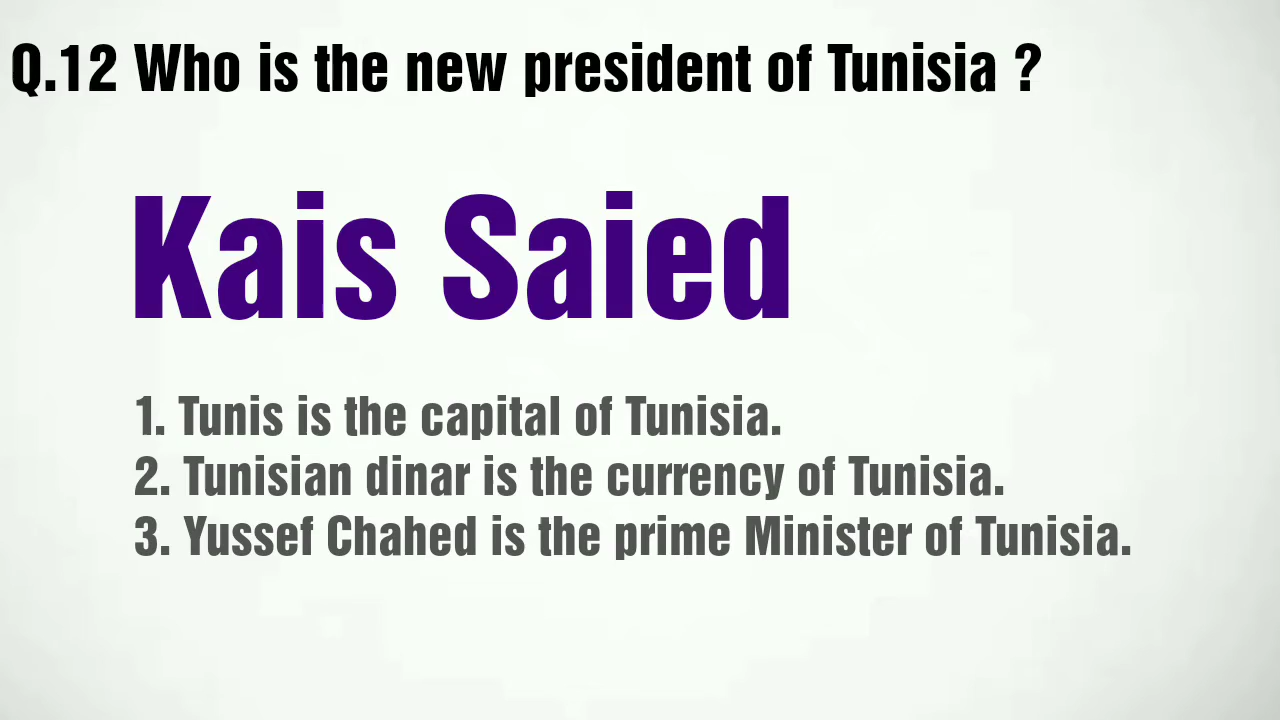 Q.12 Who is the new president of Tunisia ?
Kais Saied
1. Tunis is the capital of Tunisia.
2. Tunisian dinar is the currency of Tunisia.
3. Yussef Chahed is the prime Minister of Tunisia.